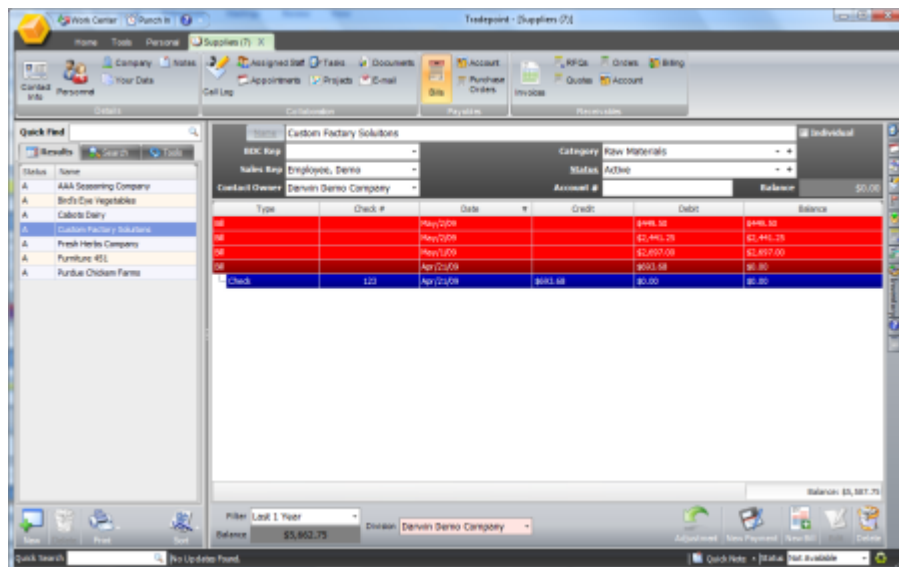 Work Center Punch In
Tradepoint - [Suppliers (7)]
Home Tools Personal Suppliers (7) X
Company Notes Assigned Staff Tasks Documents Account RFQs Orders Billing
Contact Info Personnel Your Data Call Log Appointments Projects E-mail Bills Purchase Orders Invoices Quotes Account
Details Collaboration Payables Receivables
Quick Find
Results Search Tools
Status Name
A AAA Seasoning Company
A Bird's Eye Vegetables
A Cabots Dairy
A Custom Factory Solutions
A Fresh Herbs Company
A Furniture 451
A Purdue Chicken Farms
Name Custom Factory Solutions Individual
BDC Rep Category Raw Materials
Sales Rep Employee, Demo Status Active
Contact Owner Derwin Demo Company Account # Balance $0.00
Type Check # Date Credit Debit Balance
Bill May/2/09 $449.50 $449.50
Bill May/2/09 $2,441.25 $2,441.25
Bill May/1/09 $2,697.00 $2,697.00
Bill Apr/21/09 $693.68 $0.00
Check 123 Apr/21/09 $693.68 $0.00 $0.00
Balance: $5,587.75
Filter Last 1 Year
Balance $5,662.75 Division Derwin Demo Company
New Print Sort Adjustment New Payment New Bill Delete
Quick Search No Updates Found. Quick Note Status Not Available